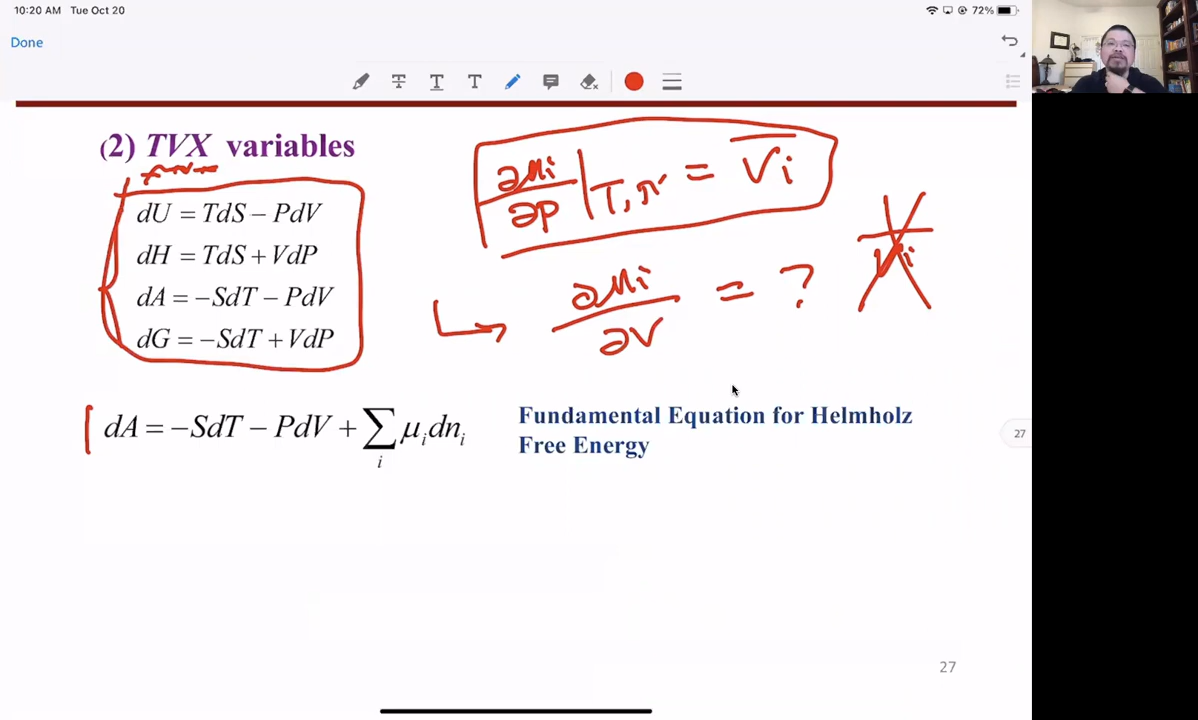 10:20 AM Tue Oct 20
72%
Done
(2) TVX variables
dU = TdS − PdV
dH = TdS + VdP
dA = −SdT − PdV
dG = −SdT + VdP
∂μi/∂P |T, = V̅i
∂μi/∂V = ?
dA = −SdT − PdV + ∑i μi dni
Fundamental Equation for Helmholz
Free Energy
27
27